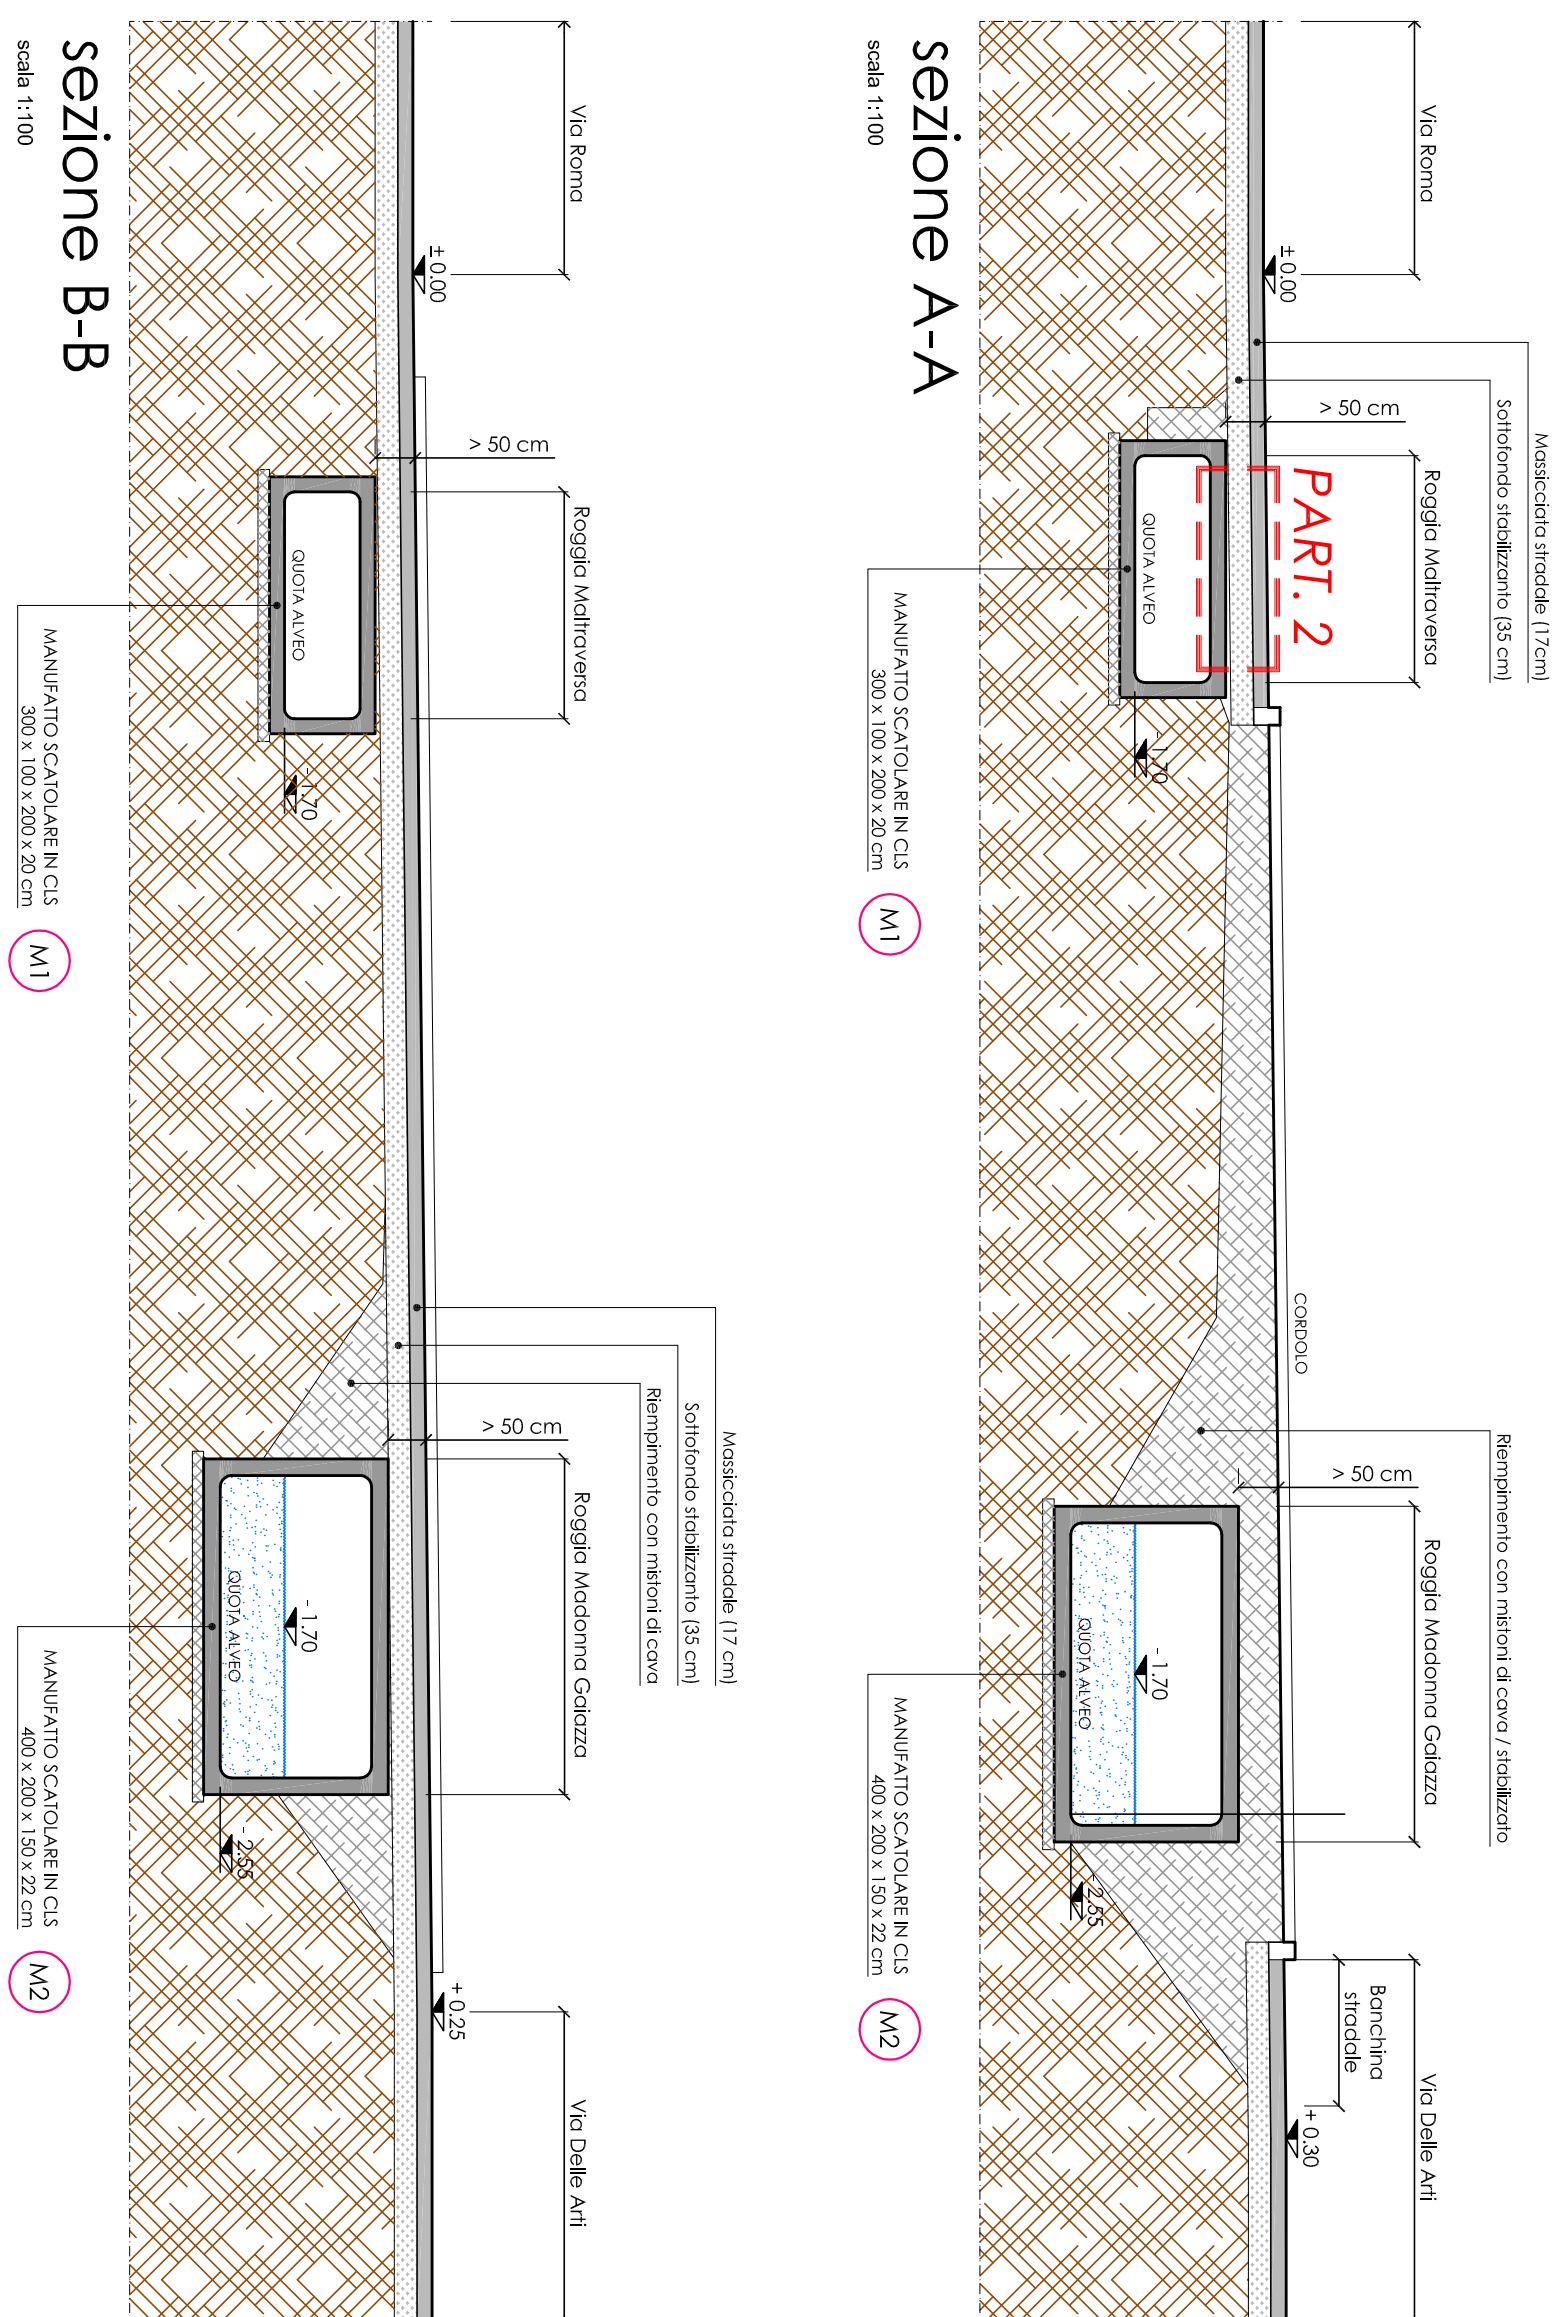 Via Roma
± 0.00
Massicciata stradale (17cm)
Sottofondo stabilizzanto (35 cm)
> 50 cm
Roggia Maltraversa
PART. 2
QUOTA ALVEO
- 1.70
MANUFATTO SCATOLARE IN CLS
300 x 100 x 200 x 20 cm
M1
CORDOLO
Riempimento con mistoni di cava / stabilizzato
> 50 cm
Roggia Madonna Gaiazza
- 1.70
QUOTA ALVEO
- 2.55
MANUFATTO SCATOLARE IN CLS
400 x 200 x 150 x 22 cm
M2
Banchina
stradale
+ 0.30
Via Delle Arti
sezione A-A
scala 1:100
Via Roma
± 0.00
> 50 cm
Roggia Maltraversa
QUOTA ALVEO
- 1.70
MANUFATTO SCATOLARE IN CLS
300 x 100 x 200 x 20 cm
M1
Massicciata stradale (17 cm)
Sottofondo stabilizzanto (35 cm)
Riempimento con mistoni di cava
> 50 cm
Roggia Madonna Gaiazza
- 1.70
QUOTA ALVEO
- 2.55
MANUFATTO SCATOLARE IN CLS
400 x 200 x 150 x 22 cm
M2
+ 0.25
Via Delle Arti
sezione B-B
scala 1:100